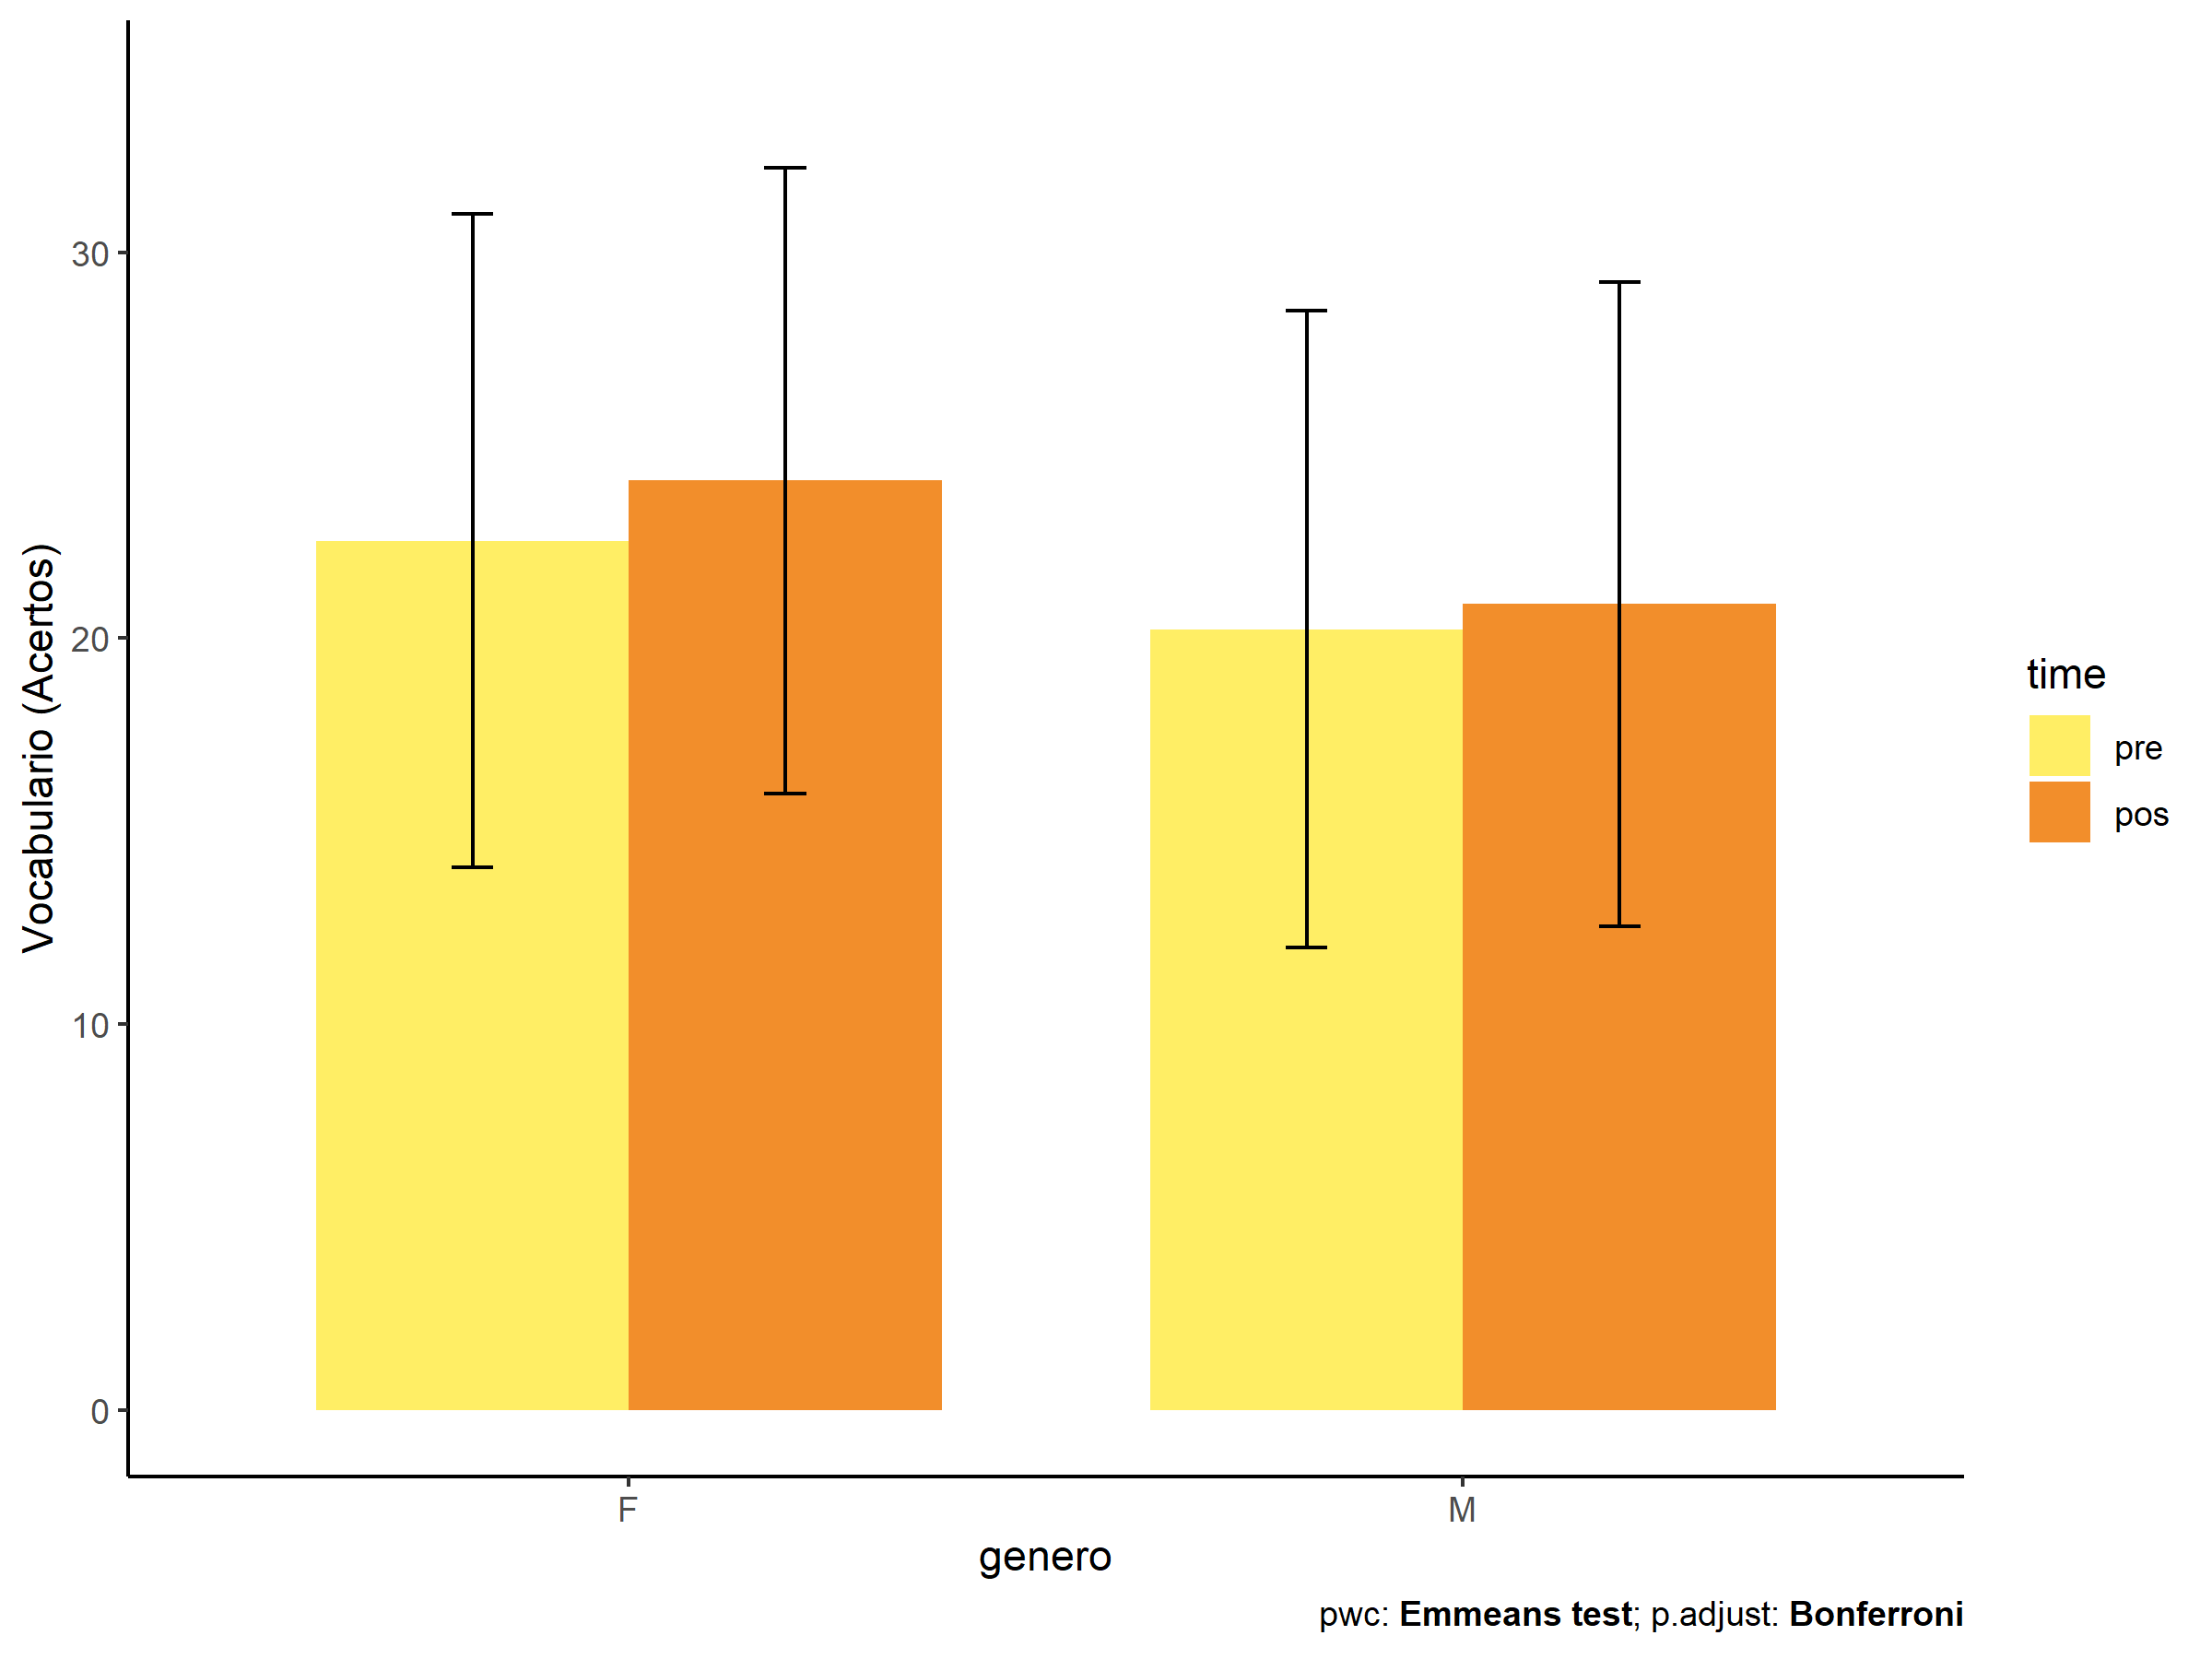 Vocabulario (Acertos)
30
20
10
0
F
M
genero
time
pre
pos
pwc: Emmeans test; p.adjust: Bonferroni